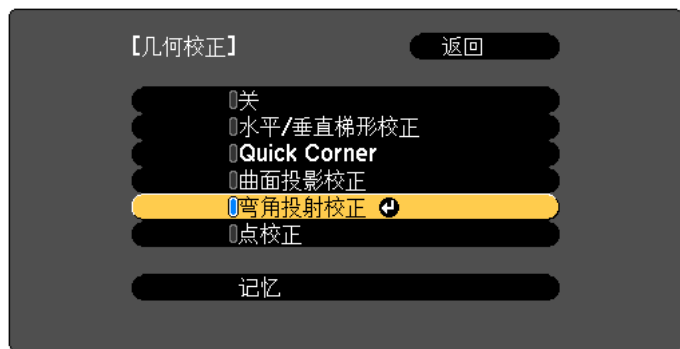 【几何校正】 返回
关
水平/垂直梯形校正
Quick Corner
曲面投影校正
弯角投射校正
点校正
记忆